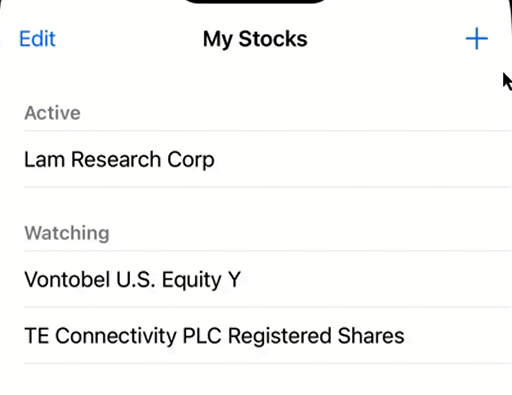 Edit
My Stocks
+
Active
Lam Research Corp
Watching
Vontobel U.S. Equity Y
TE Connectivity PLC Registered Shares